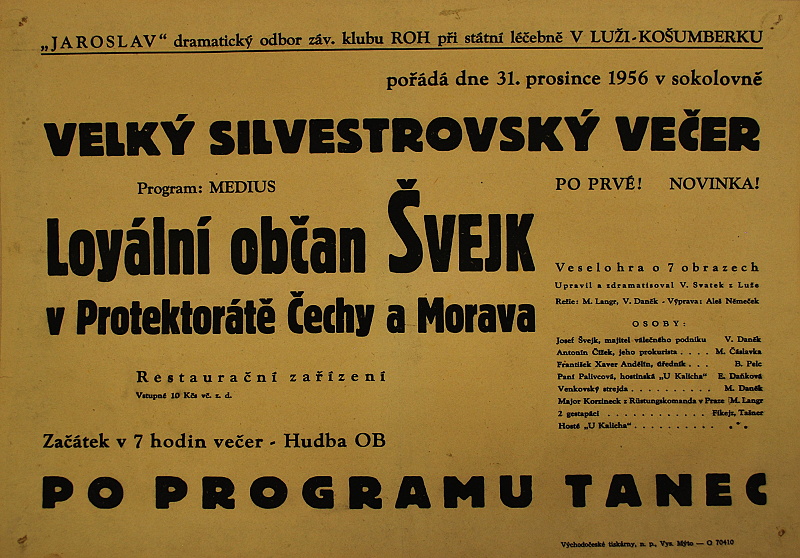 „JAROSLAV“ dramatický odbor záv. klubu ROH při státní léčebně V LUŽI-KOŠUMBERKU
pořádá dne 31. prosince 1956 v sokolovně
VELKÝ SILVESTROVSKÝ VEČER
Program: MEDIUS
Loyální občan ŠVEJK
v Protektorátě Čechy a Morava
Restaurační zařízení
Vstupné 10 Kčs vč. z. d.
Začátek v 7 hodin večer - Hudba OB
PO PRVÉ! NOVINKA!
Veselohra o 7 obrazech
Upravil a zdramatisoval V. Svatek z Luže
Režie: M. Langr, V. Daněk - Výprava: Aleš Němeček
OSOBY:
Josef Švejk, majitel válečného podniku V. Daněk
Antonín Čížek, jeho prokurista . . . . M. Čáslavka
František Xaver Andělín, úředník . . . B. Pelc
Paní Palivcová, hostinská „U Kalicha“ E. Daňková
Venkovský strejda . . . . . . . . . . M. Daněk
Major Korzineck z Rüstungskomanda v Praze M. Langr
2 gestapáci . . . . . . . . . . . . Fikejz, Tašner
Hosté „U Kalicha“ . . . . . . . . . . * * *
PO PROGRAMU TANEC
Východočeské tiskárny, n. p., Vys. Mýto — O 70410